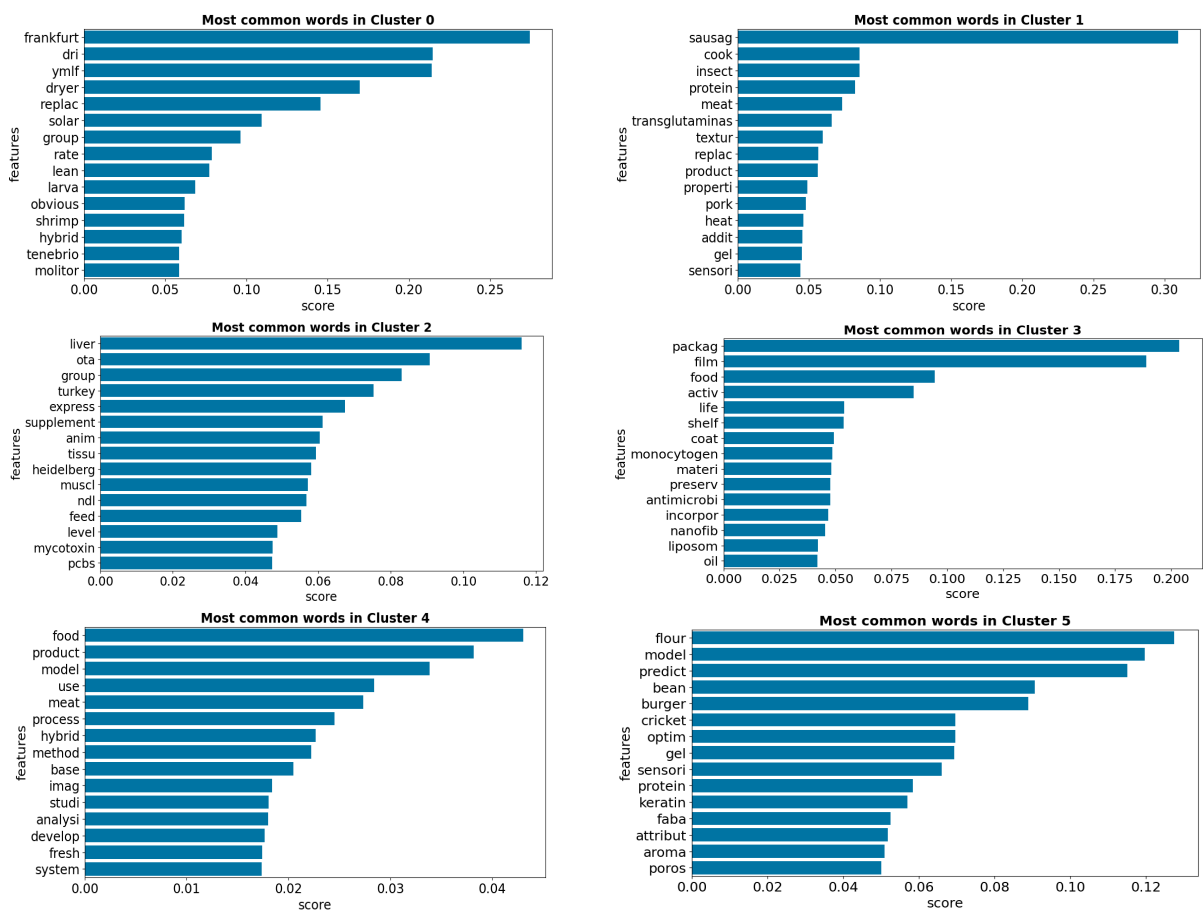 Most common words in Cluster 0
features
frankfurt
dri
ymlf
dryer
replac
solar
group
rate
lean
larva
obvious
shrimp
hybrid
tenebrio
molitor
0.00 0.05 0.10 0.15 0.20 0.25
score
Most common words in Cluster 1
features
sausag
cook
insect
protein
meat
transglutaminas
textur
replac
product
properti
pork
heat
addit
gel
sensori
0.00 0.05 0.10 0.15 0.20 0.25 0.30
score
Most common words in Cluster 2
features
liver
ota
group
turkey
express
supplement
anim
tissu
heidelberg
muscl
ndl
feed
level
mycotoxin
pcbs
0.00 0.02 0.04 0.06 0.08 0.10 0.12
score
Most common words in Cluster 3
features
packag
film
food
activ
life
shelf
coat
monocytogen
materi
preserv
antimicrobi
incorpor
nanofib
liposom
oil
0.000 0.025 0.050 0.075 0.100 0.125 0.150 0.175 0.200
score
Most common words in Cluster 4
features
food
product
model
use
meat
process
hybrid
method
base
imag
studi
analysi
develop
fresh
system
0.00 0.01 0.02 0.03 0.04
score
Most common words in Cluster 5
features
flour
model
predict
bean
burger
cricket
optim
gel
sensori
protein
keratin
faba
attribut
aroma
poros
0.00 0.02 0.04 0.06 0.08 0.10 0.12
score